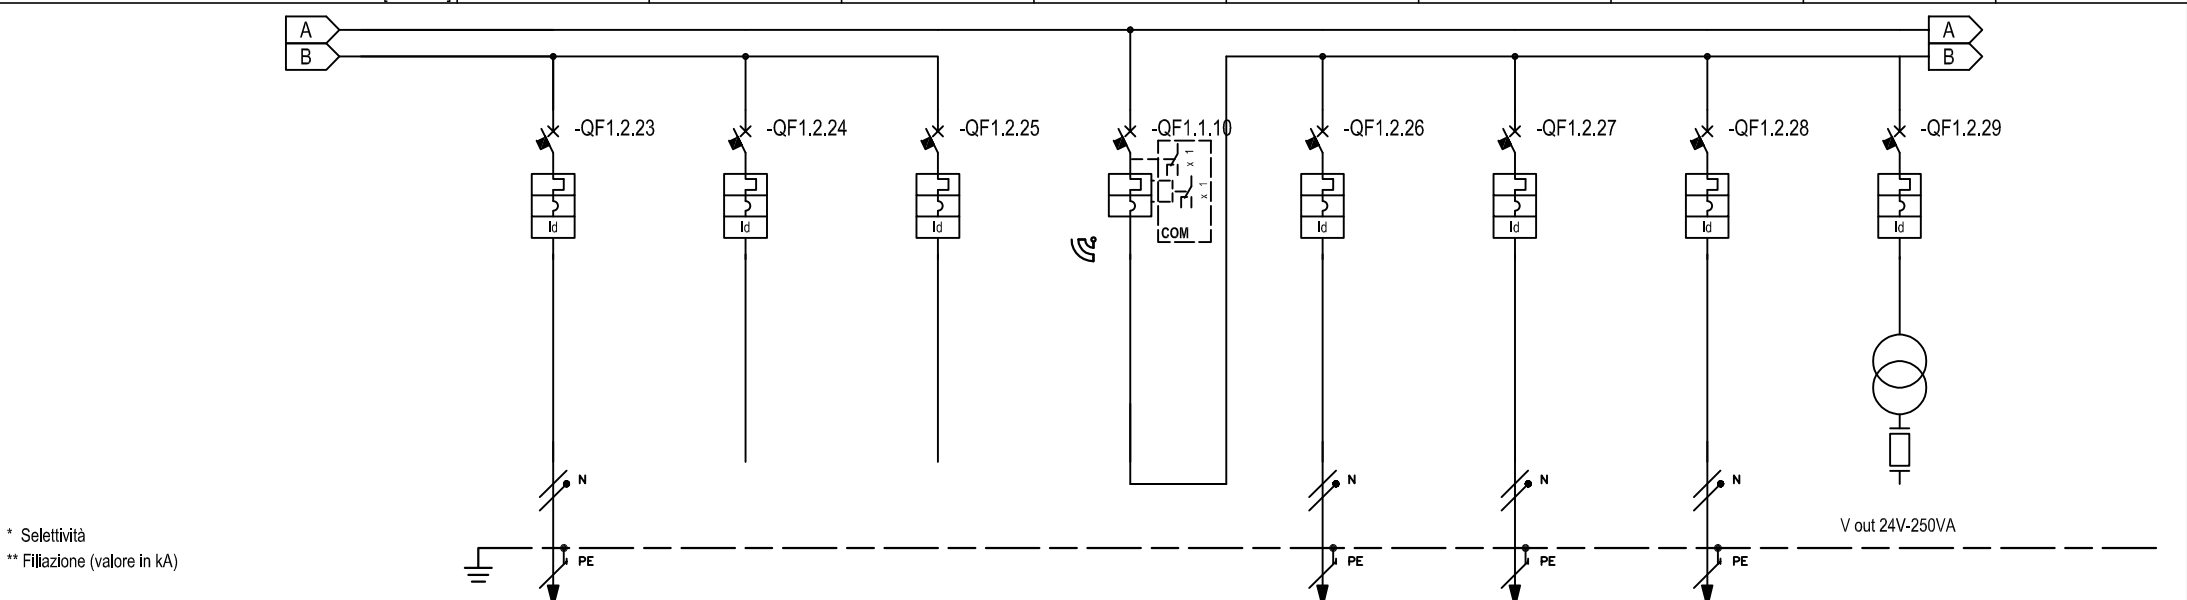 A
A
B
B
-QF1.2.23
-QF1.2.24
-QF1.2.25
-QF1.1.10
-QF1.2.26
-QF1.2.27
-QF1.2.28
-QF1.2.29
x 1
x 1
Id
Id
Id
COM
Id
Id
Id
Id
N
N
N
N
V out 24V-250VA
* Selettività
** Filiazione (valore in kA)
PE
PE
PE
PE